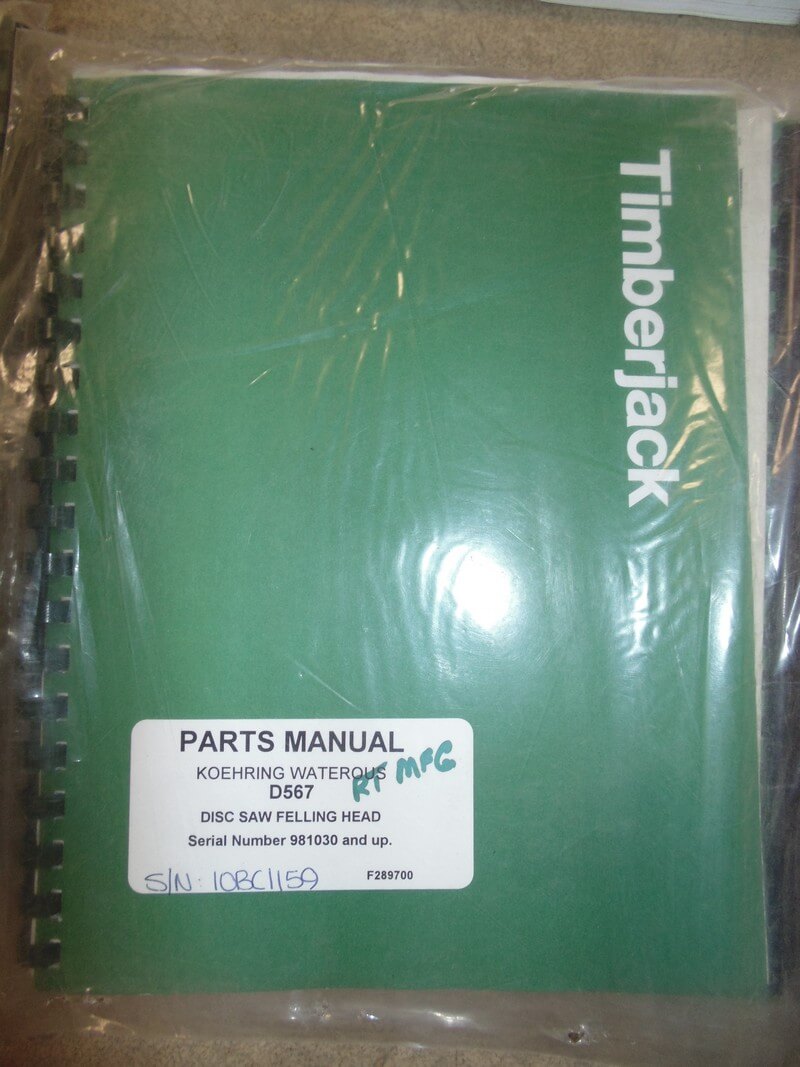 Timberjack
PARTS MANUAL
KOEHRING WATEROUS
RT MFG
D567
DISC SAW FELLING HEAD
Serial Number 981030 and up.
S/N: 10BC1159
F289700